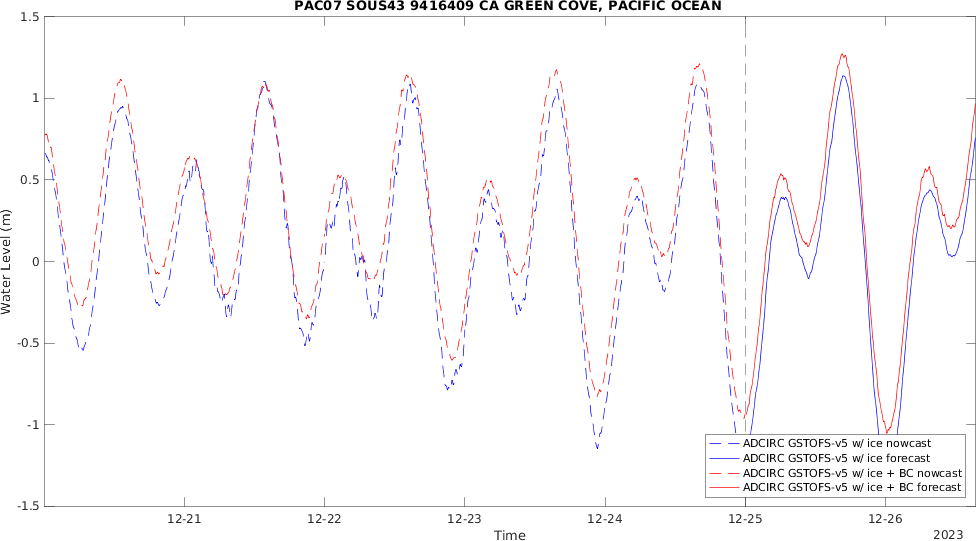 PAC07 SOUS43 9416409 CA GREEN COVE, PACIFIC OCEAN
1.5
1
0.5
0
-0.5
-1
-1.5
Water Level (m)
ADCIRC GSTOFS-v5 w/ ice nowcast
ADCIRC GSTOFS-v5 w/ ice forecast
ADCIRC GSTOFS-v5 w/ ice + BC nowcast
ADCIRC GSTOFS-v5 w/ ice + BC forecast
12-21
12-22
12-23
12-24
12-25
12-26
Time
2023